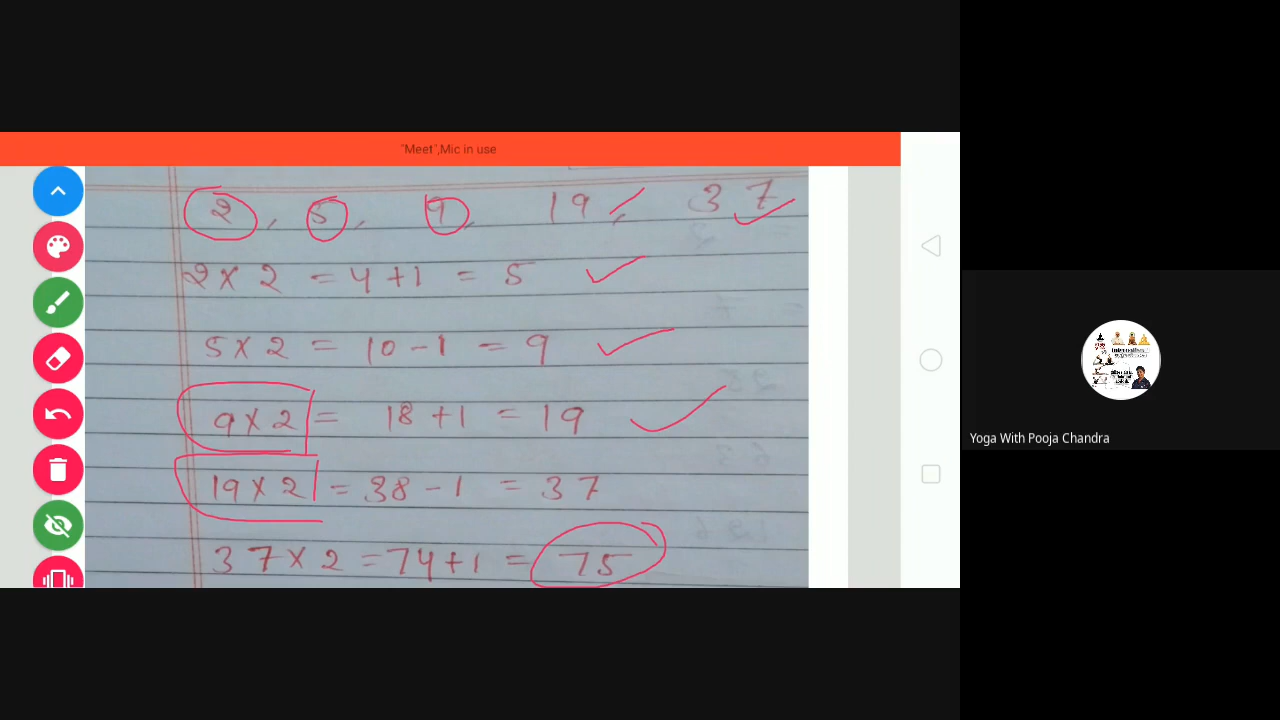 "Meet",Mic in use
2, 5, 9, 19, 37
2 × 2 = 4 + 1 = 5
5 × 2 = 10 - 1 = 9
9 × 2 = 18 + 1 = 19
19 × 2 = 38 - 1 = 37
37 × 2 = 74 + 1 = 75
Yoga With Pooja Chandra